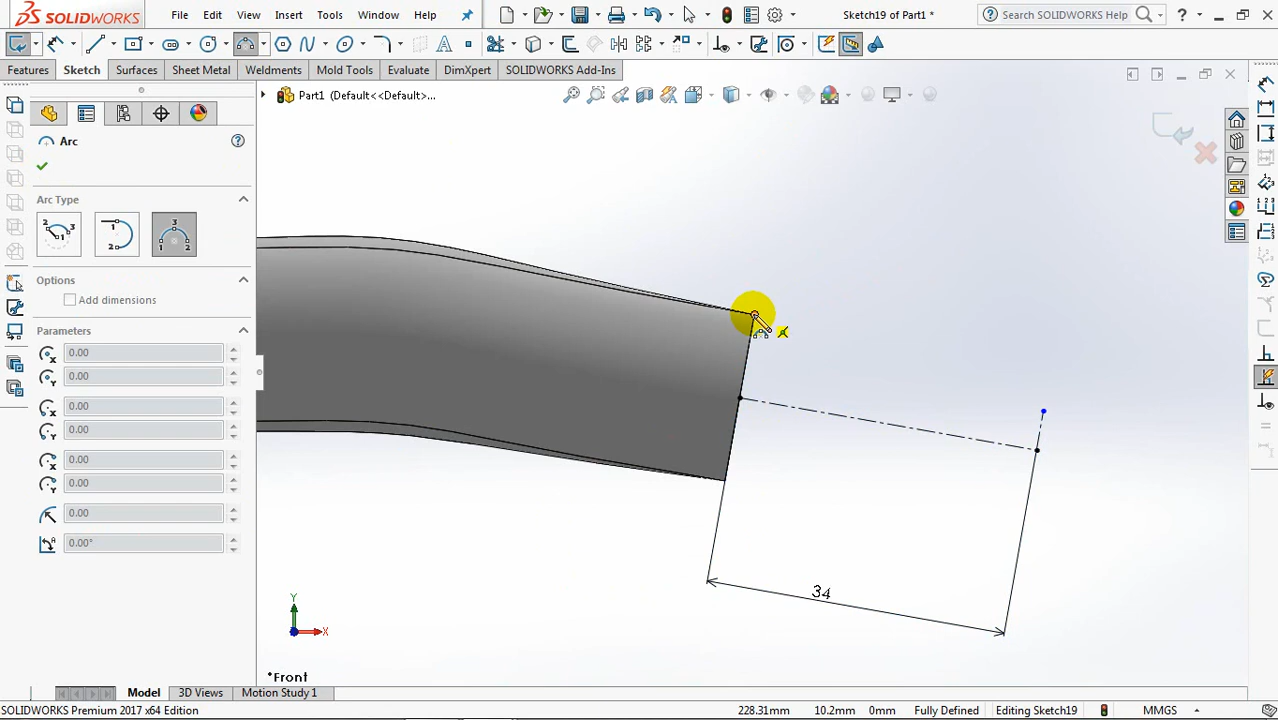 SOLIDWORKS
File
Edit
View
Insert
Tools
Window
Help
Sketch19 of Part1 *
Search SOLIDWORKS Help
?
Features
Sketch
Surfaces
Sheet Metal
Weldments
Mold Tools
Evaluate
DimXpert
SOLIDWORKS Add-Ins
Part1 (Default<<Default>...
Arc
Arc Type
Options
Add dimensions
Parameters
0.00
0.00
0.00
0.00
0.00
0.00
0.00
0.00°
34
Y
X
*Front
Model
3D Views
Motion Study 1
SOLIDWORKS Premium 2017 x64 Edition
228.31mm
10.2mm
0mm
Fully Defined
Editing Sketch19
MMGS